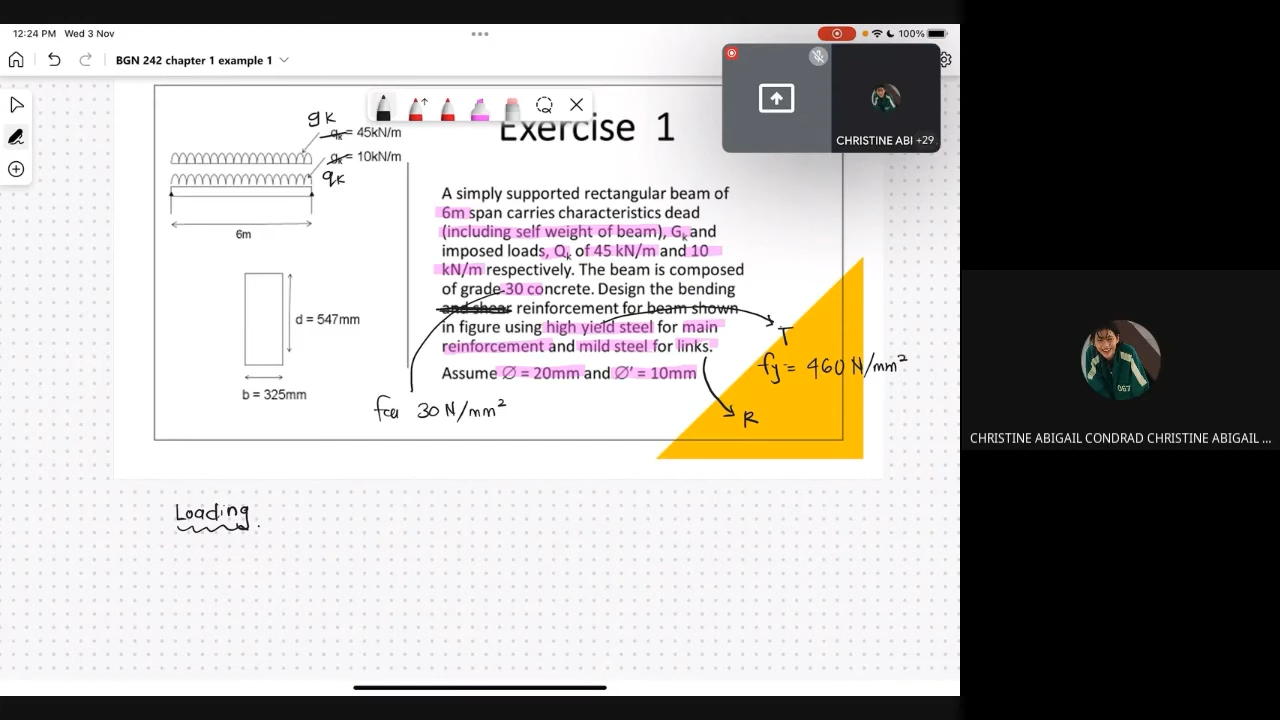 12:24 PM Wed 3 Nov
100%
BGN 242 chapter 1 example 1
CHRISTINE ABI +29
Exercise 1
gk
gk = 45kN/m
gk = 10kN/m
qk
6m
d = 547mm
b = 325mm
A simply supported rectangular beam of
6m span carries characteristics dead
(including self weight of beam), Gk and
imposed loads, Qk of 45 kN/m and 10
kN/m respectively. The beam is composed
of grade 30 concrete. Design the bending
and shear reinforcement for beam shown
in figure using high yield steel for main
reinforcement and mild steel for links.
Assume Ø = 20mm and Ø' = 10mm
T
fy = 460 N/mm²
fcu 30 N/mm²
R
Loading.
067
CHRISTINE ABIGAIL CONDRAD CHRISTINE ABIGAIL ...